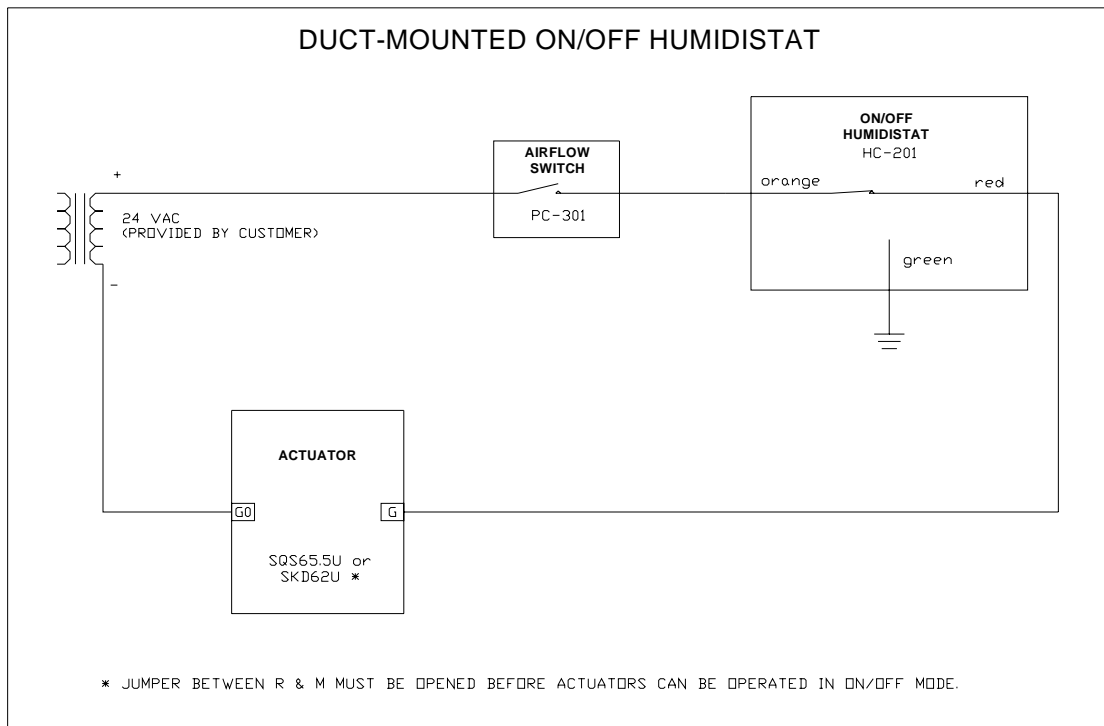 DUCT-MOUNTED ON/OFF HUMIDISTAT
ON/OFF
HUMIDISTAT
HC-201
AIRFLOW
SWITCH
PC-301
orange
red
green
+
24 VAC
(PROVIDED BY CUSTOMER)
-
ACTUATOR
G0
G
SQS65.5U or
SKD62U *
* JUMPER BETWEEN R & M MUST BE OPENED BEFORE ACTUATORS CAN BE OPERATED IN ON/OFF MODE.